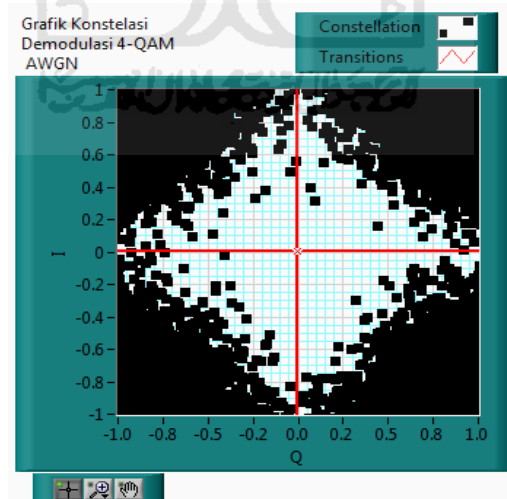 Grafik Konstelasi
Demodulasi 4-QAM
AWGN
Constellation
Transitions
1
0.8
0.6
0.4
0.2
0
-0.2
-0.4
-0.6
-0.8
-1
I
-1.0 -0.8 -0.5 -0.2 0.0 0.2 0.5 0.8 1.0
Q